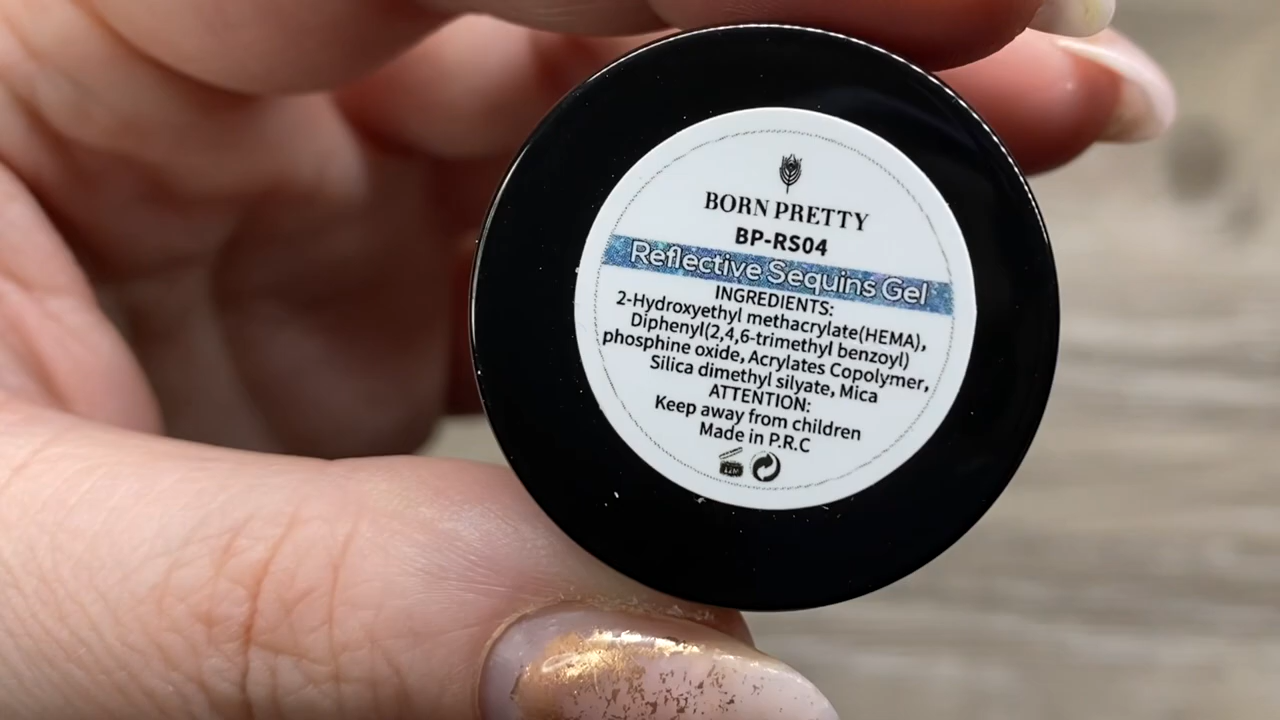 BORN PRETTY
BP-RS04
Reflective Sequins Gel
INGREDIENTS:
2-Hydroxyethyl methacrylate(HEMA),
Diphenyl(2,4,6-trimethyl benzoyl)
phosphine oxide, Acrylates Copolymer,
Silica dimethyl silyate, Mica
ATTENTION:
Keep away from children
Made in P.R.C
12M